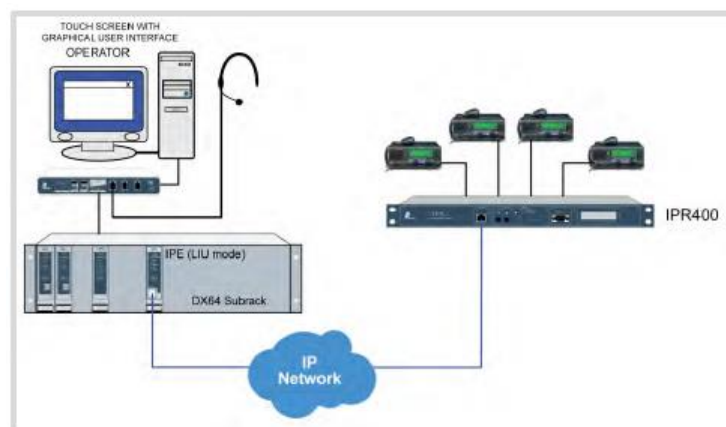 TOUCH SCREEN WITH
GRAPHICAL USER INTERFACE
OPERATOR
IPR400
IPE (LIU mode)
DX64 Subrack
IP
Network